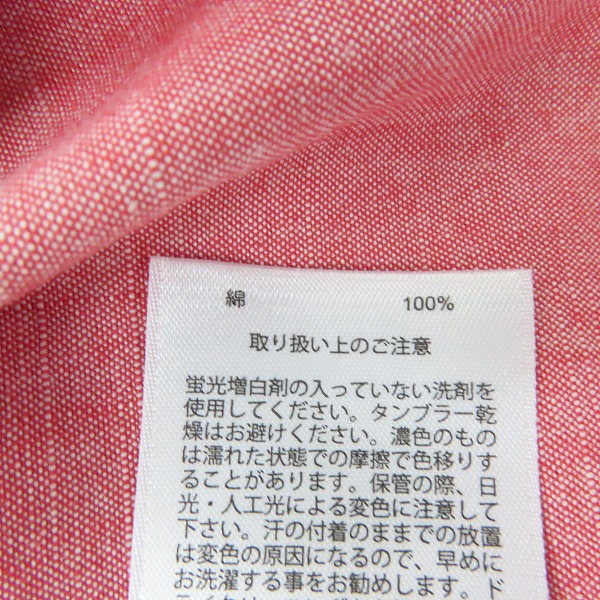 綿 100%
取り扱い上のご注意
蛍光増白剤の入っていない洗剤を
使用してください。タンブラー乾
燥はお避けください。濃色のもの
は濡れた状態での摩擦で色移りす
ることがあります。保管の際、日
光・人工光による変色に注意して
下さい。汗の付着のままでの放置
は変色の原因になるので、早めに
お洗濯する事をお勧めします。ド